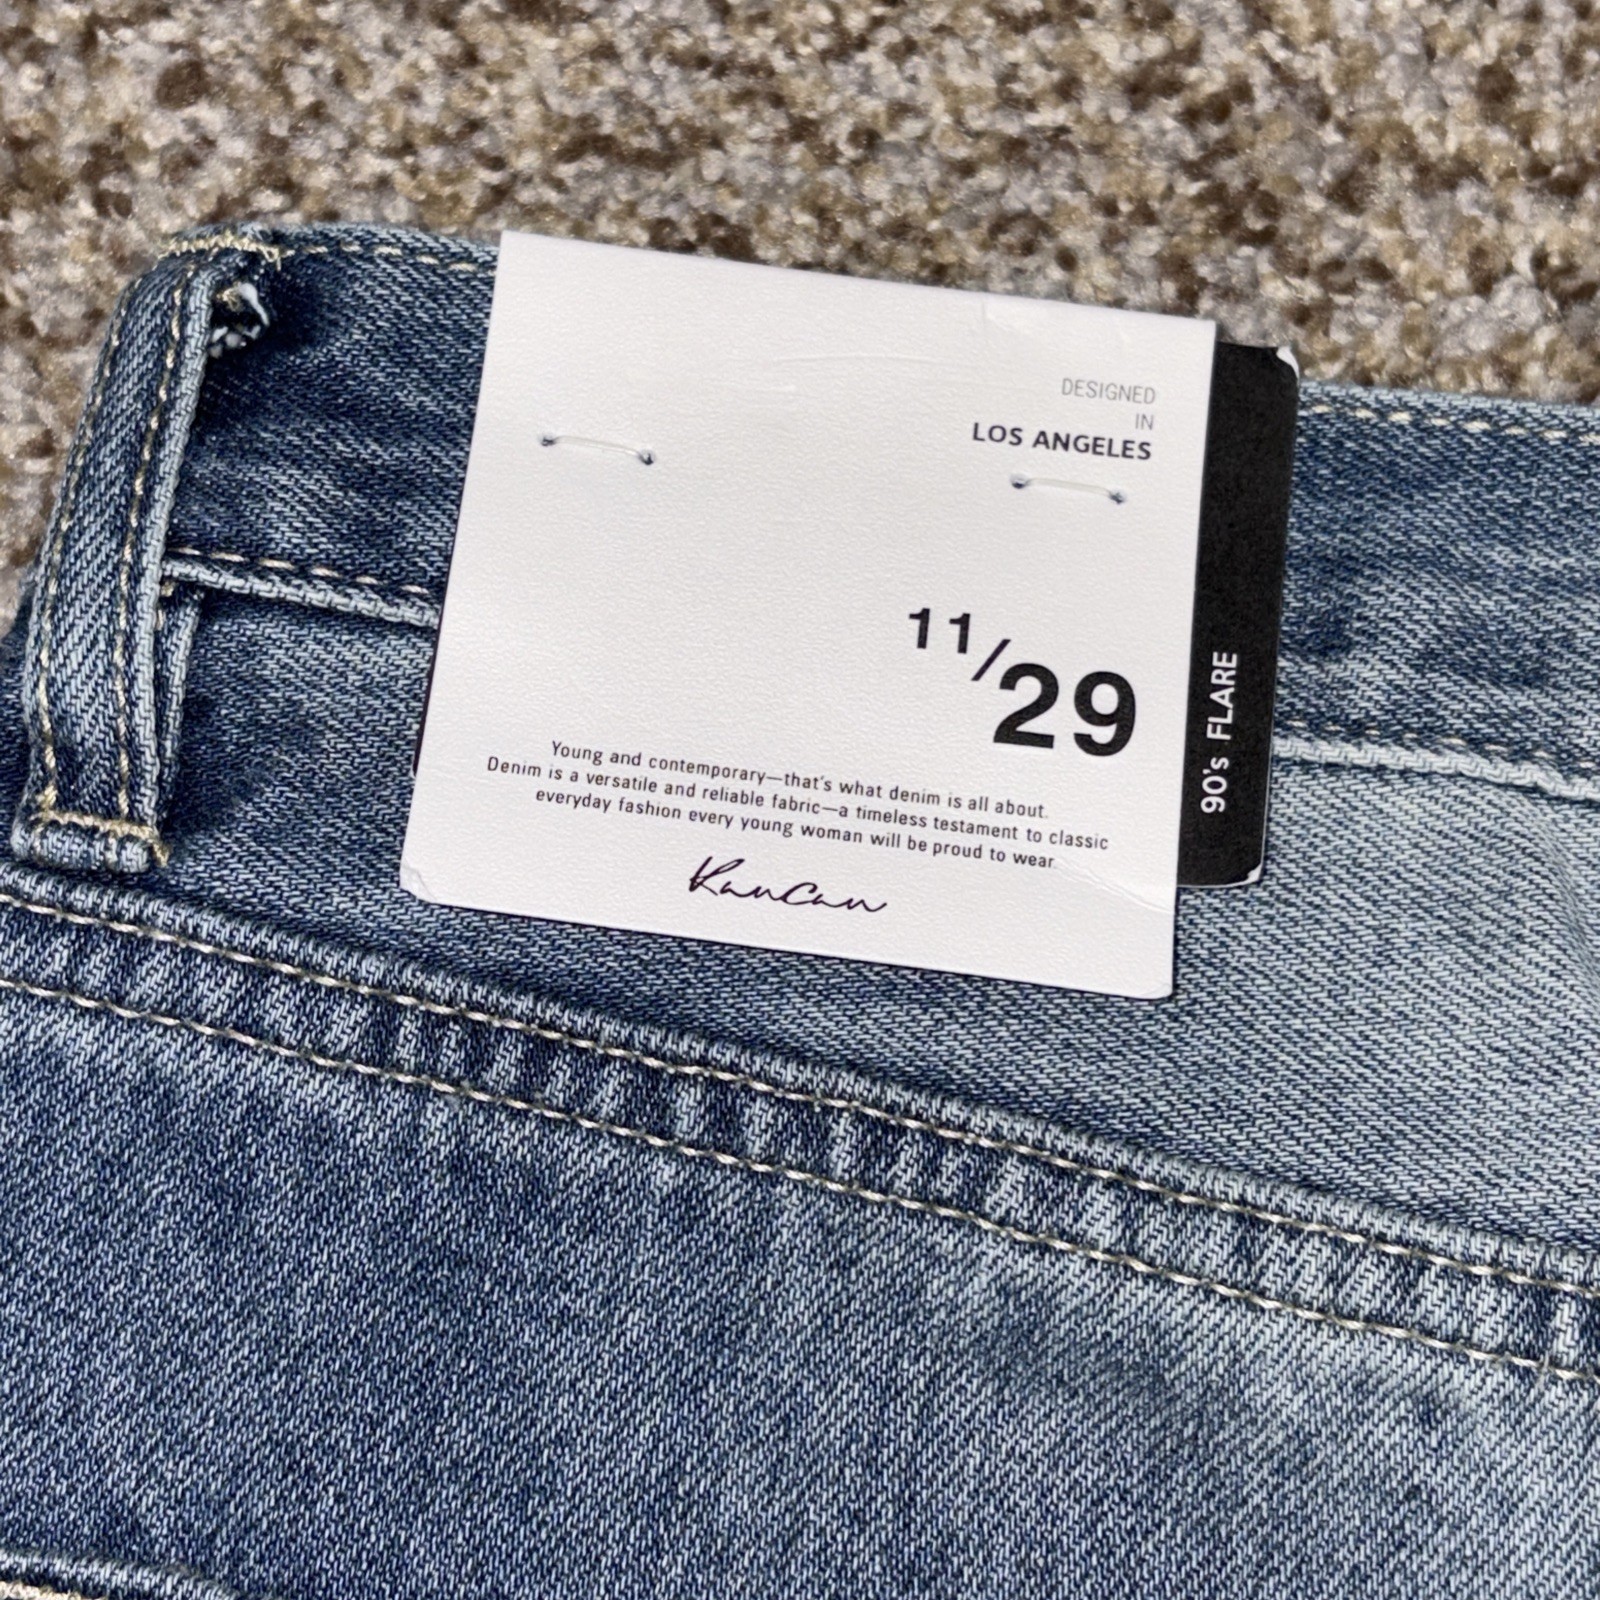 DESIGNED
IN
LOS ANGELES
11/29
Young and contemporary—that's what denim is all about.
Denim is a versatile and reliable fabric—a timeless testament to classic
everyday fashion every young woman will be proud to wear.
KanCan
90's FLARE